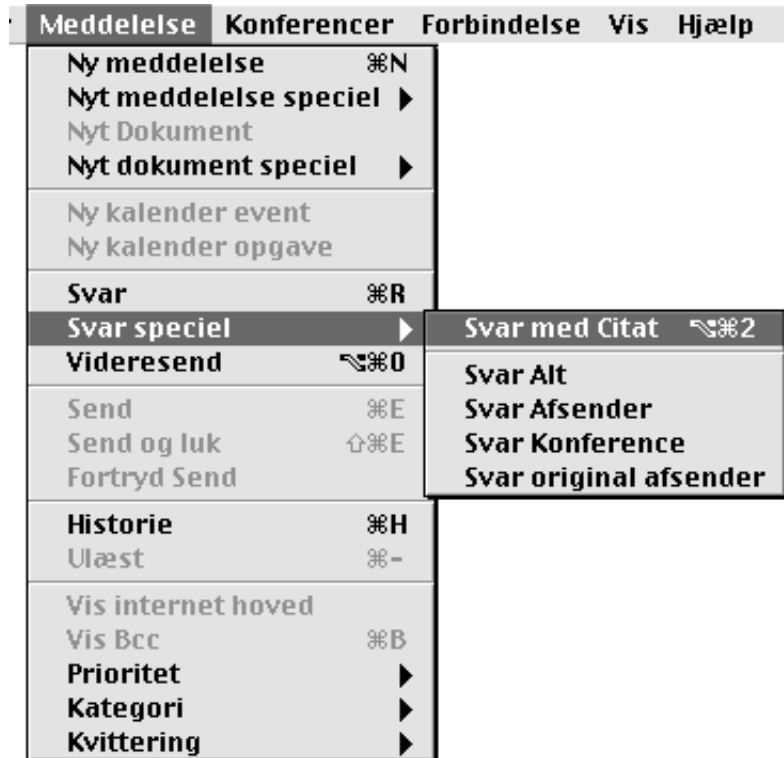 Meddelelse Konferencer Forbindelse Vis Hjælp
Ny meddelelse ⌘N
Nyt meddelelse speciel ▶
Nyt Dokument
Nyt dokument speciel ▶
Ny kalender event
Ny kalender opgave
Svar ⌘R
Svar speciel ▶
Videresend ⌥⌘O
Send ⌘E
Send og luk ⇧⌘E
Fortryd Send
Historie ⌘H
Ulæst ⌘-
Vis internet hoved
Vis Bcc ⌘B
Prioritet ▶
Kategori ▶
Kvittering ▶
Svar med Citat ⌥⌘2
Svar Alt
Svar Afsender
Svar Konference
Svar original afsender